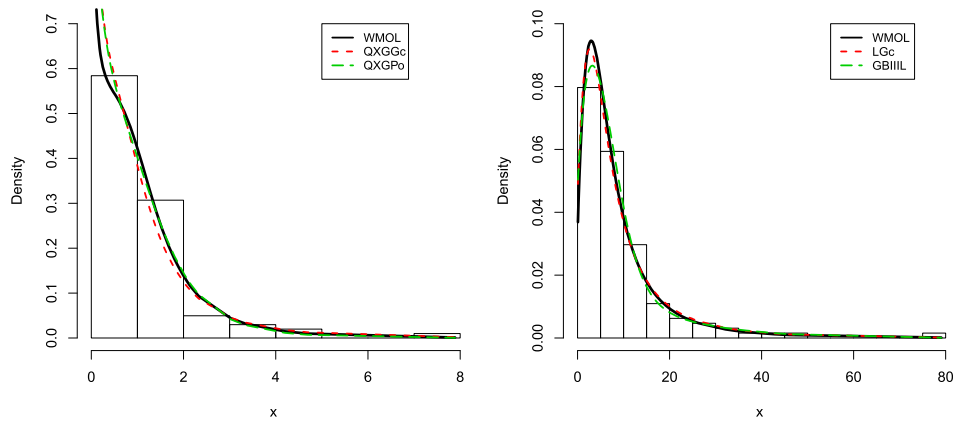 0.7
0.6
0.5
0.4
0.3
0.2
0.1
0.0
Density
WMOL
QXGGc
QXGPo
0 2 4 6 8
x
0.10
0.08
0.06
0.04
0.02
0.00
Density
WMOL
LGc
GBIIIL
0 20 40 60 80
x